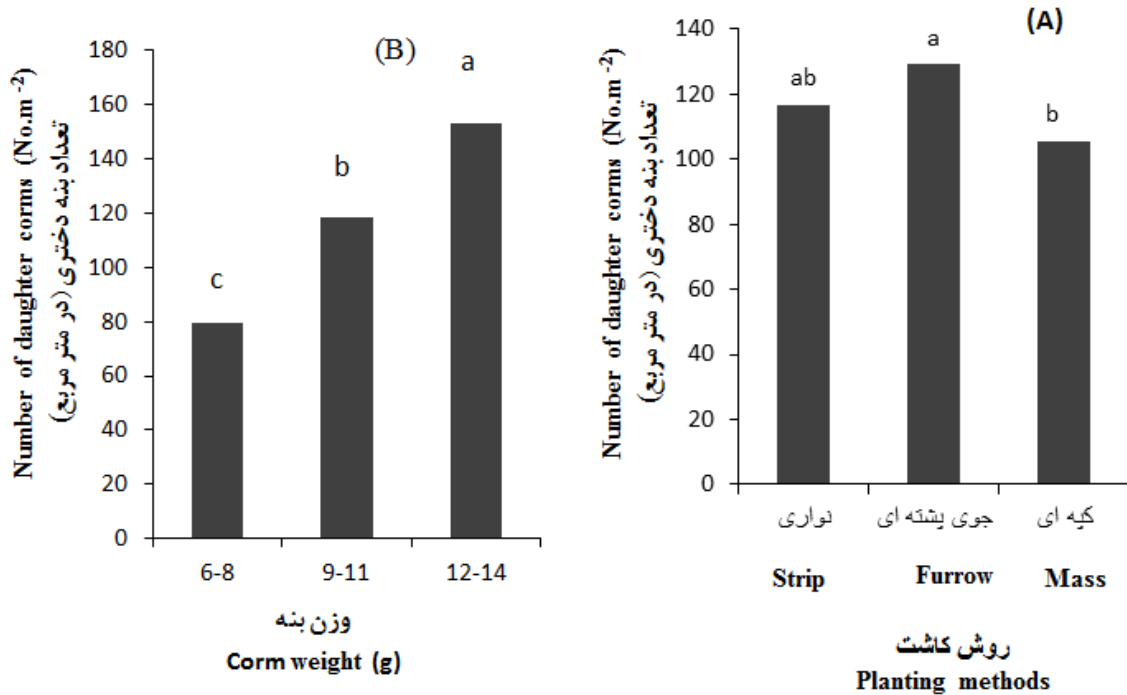 (B)
Number of daughter corms (No.m⁻²)
تعداد بنه دختری (در متر مربع)
180
160
140
120
100
80
60
40
20
0
c
b
a
6-8 9-11 12-14
وزن بنه
Corm weight (g)
(A)
Number of daughter corms (No.m⁻²)
تعداد بنه دختری (در متر مربع)
140
120
100
80
60
40
20
0
ab
a
b
نواری جوی پشته ای کپه ای
Strip Furrow Mass
روش کاشت
Planting methods